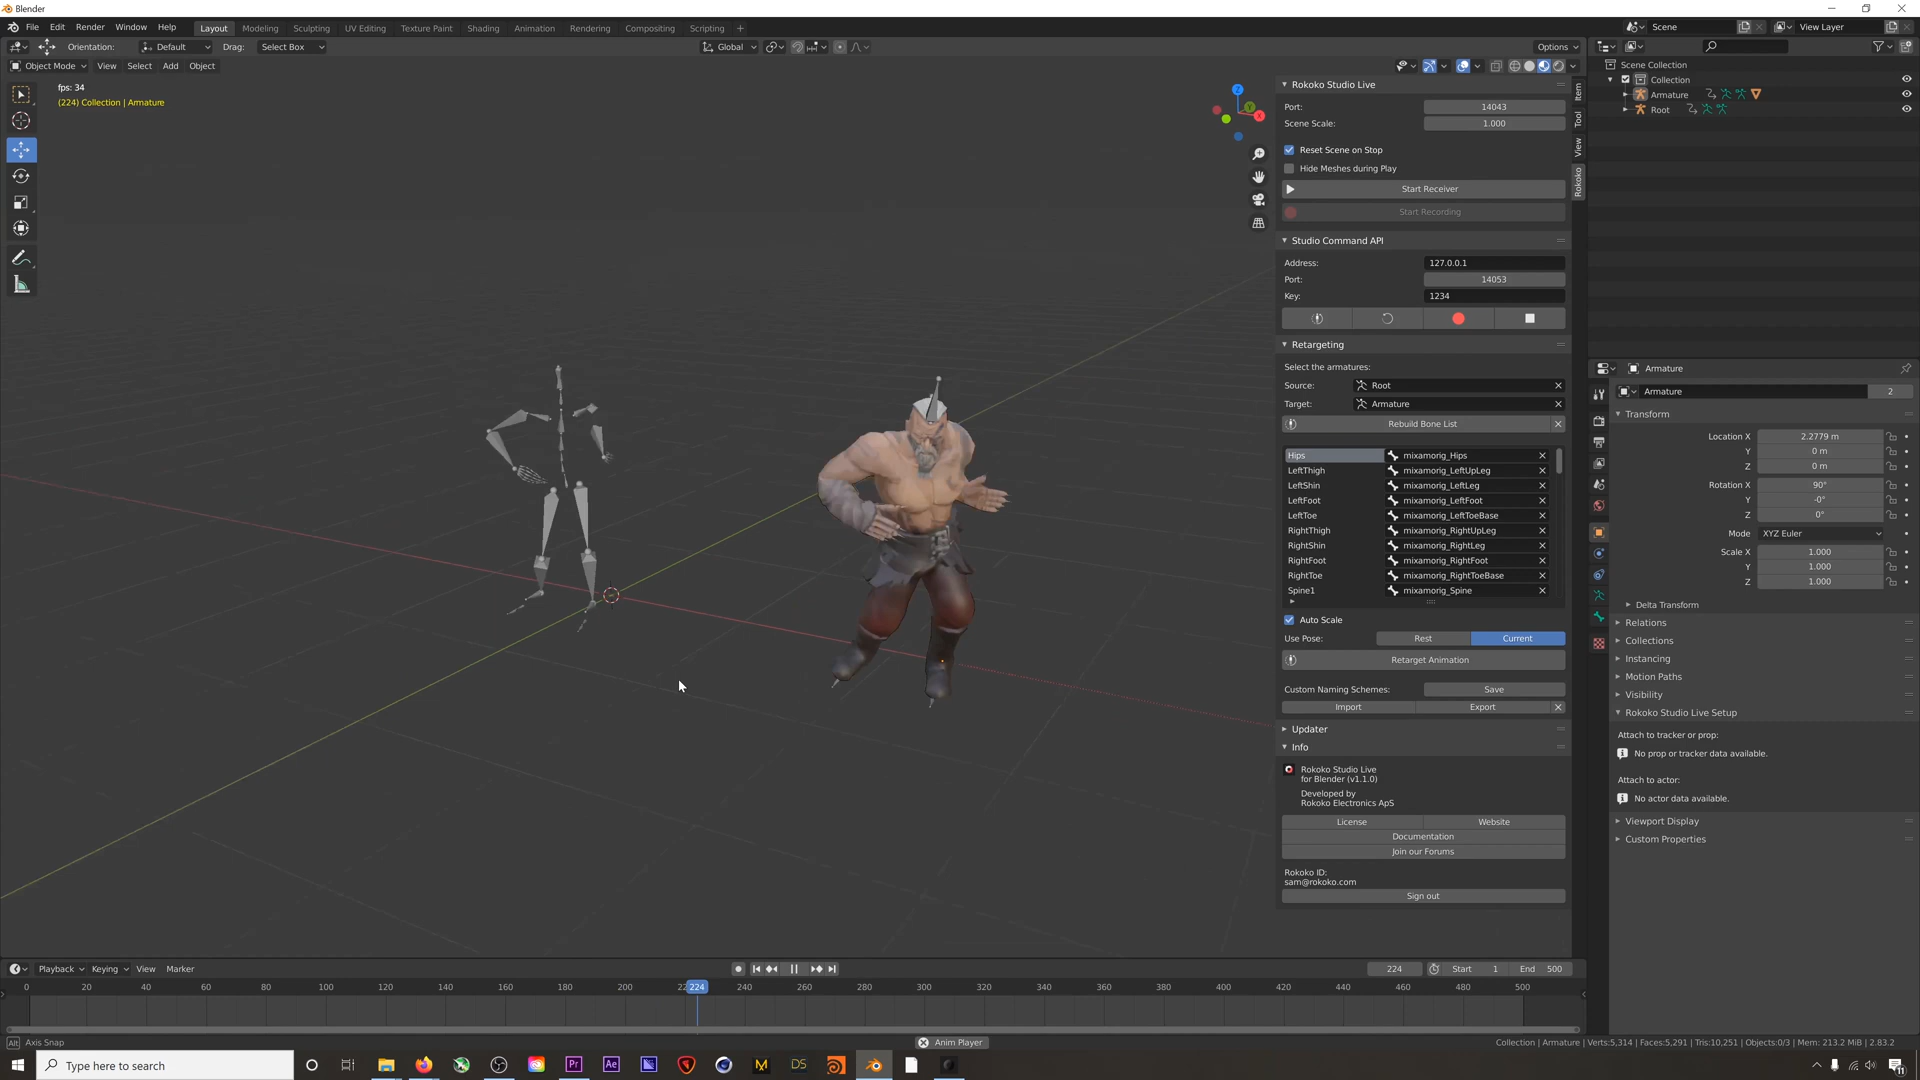 Blender
File Edit Render Window Help Layout Modeling Sculpting UV Editing Texture Paint Shading Animation Rendering Compositing Scripting + Scene View Layer
Orientation: Default Drag: Select Box Global Options
Object Mode View Select Add Object
fps: 34
(224) Collection | Armature
Z
Y
X
Rokoko Studio Live
Port: 14043
Scene Scale: 1.000
Reset Scene on Stop
Hide Meshes during Play
Start Receiver
Start Recording
Studio Command API
Address: 127.0.0.1
Port: 14053
Key: 1234
Retargeting
Select the armatures:
Source: Root
Target: Armature
Rebuild Bone List
Hips mixamorig_Hips
LeftThigh mixamorig_LeftUpLeg
LeftShin mixamorig_LeftLeg
LeftFoot mixamorig_LeftFoot
LeftToe mixamorig_LeftToeBase
RightThigh mixamorig_RightUpLeg
RightShin mixamorig_RightLeg
RightFoot mixamorig_RightFoot
RightToe mixamorig_RightToeBase
Spine1 mixamorig_Spine
Auto Scale
Use Pose: Rest Current
Retarget Animation
Custom Naming Schemes: Save
Import Export
Updater
Info
Rokoko Studio Live
for Blender (v1.1.0)
Developed by
Rokoko Electronics ApS
License Website
Documentation
Join our Forums
Rokoko ID:
sam@rokoko.com
Sign out
Item
Tool
View
Rokoko
Scene Collection
Collection
Armature
Root
Armature
Armature 2
Transform
Location X 2.2779 m
Y 0 m
Z 0 m
Rotation X 90°
Y -0°
Z 0°
Mode XYZ Euler
Scale X 1.000
Y 1.000
Z 1.000
Delta Transform
Relations
Collections
Instancing
Motion Paths
Visibility
Rokoko Studio Live Setup
Attach to tracker or prop:
No prop or tracker data available.
Attach to actor:
No actor data available.
Viewport Display
Custom Properties
Playback Keying View Marker 224 Start 1 End 500
0 20 40 60 80 100 120 140 160 180 200 224 240 260 280 300 320 340 360 380 400 420 440 460 480 500
Alt Axis Snap Anim Player Collection | Armature | Verts:5,314 | Faces:5,291 | Tris:10,251 | Objects:0/3 | Mem: 213.2 MiB | 2.83.2
Type here to search Pr Ae DS
11